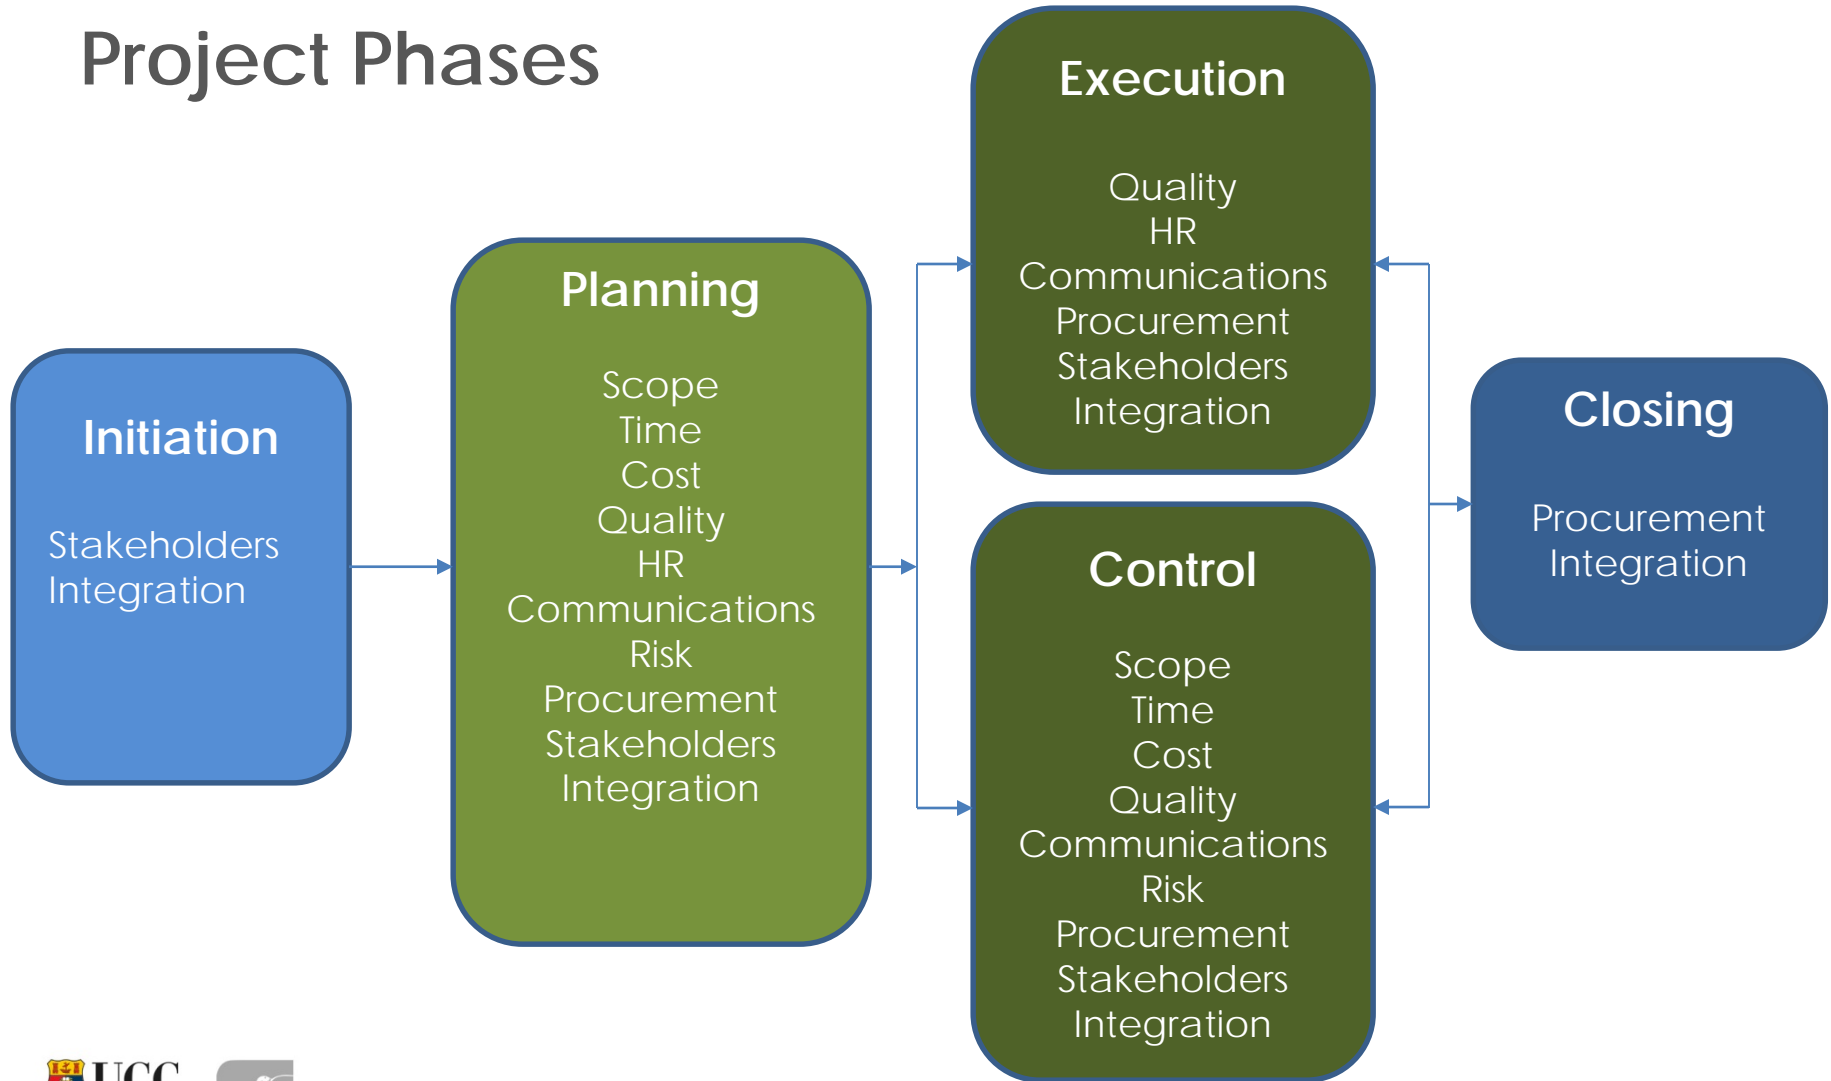 Project Phases
Initiation
Stakeholders
Integration
Planning
Scope
Time
Cost
Quality
HR
Communications
Risk
Procurement
Stakeholders
Integration
Execution
Quality
HR
Communications
Procurement
Stakeholders
Integration
Control
Scope
Time
Cost
Quality
Communications
Risk
Procurement
Stakeholders
Integration
Closing
Procurement
Integration
UCC